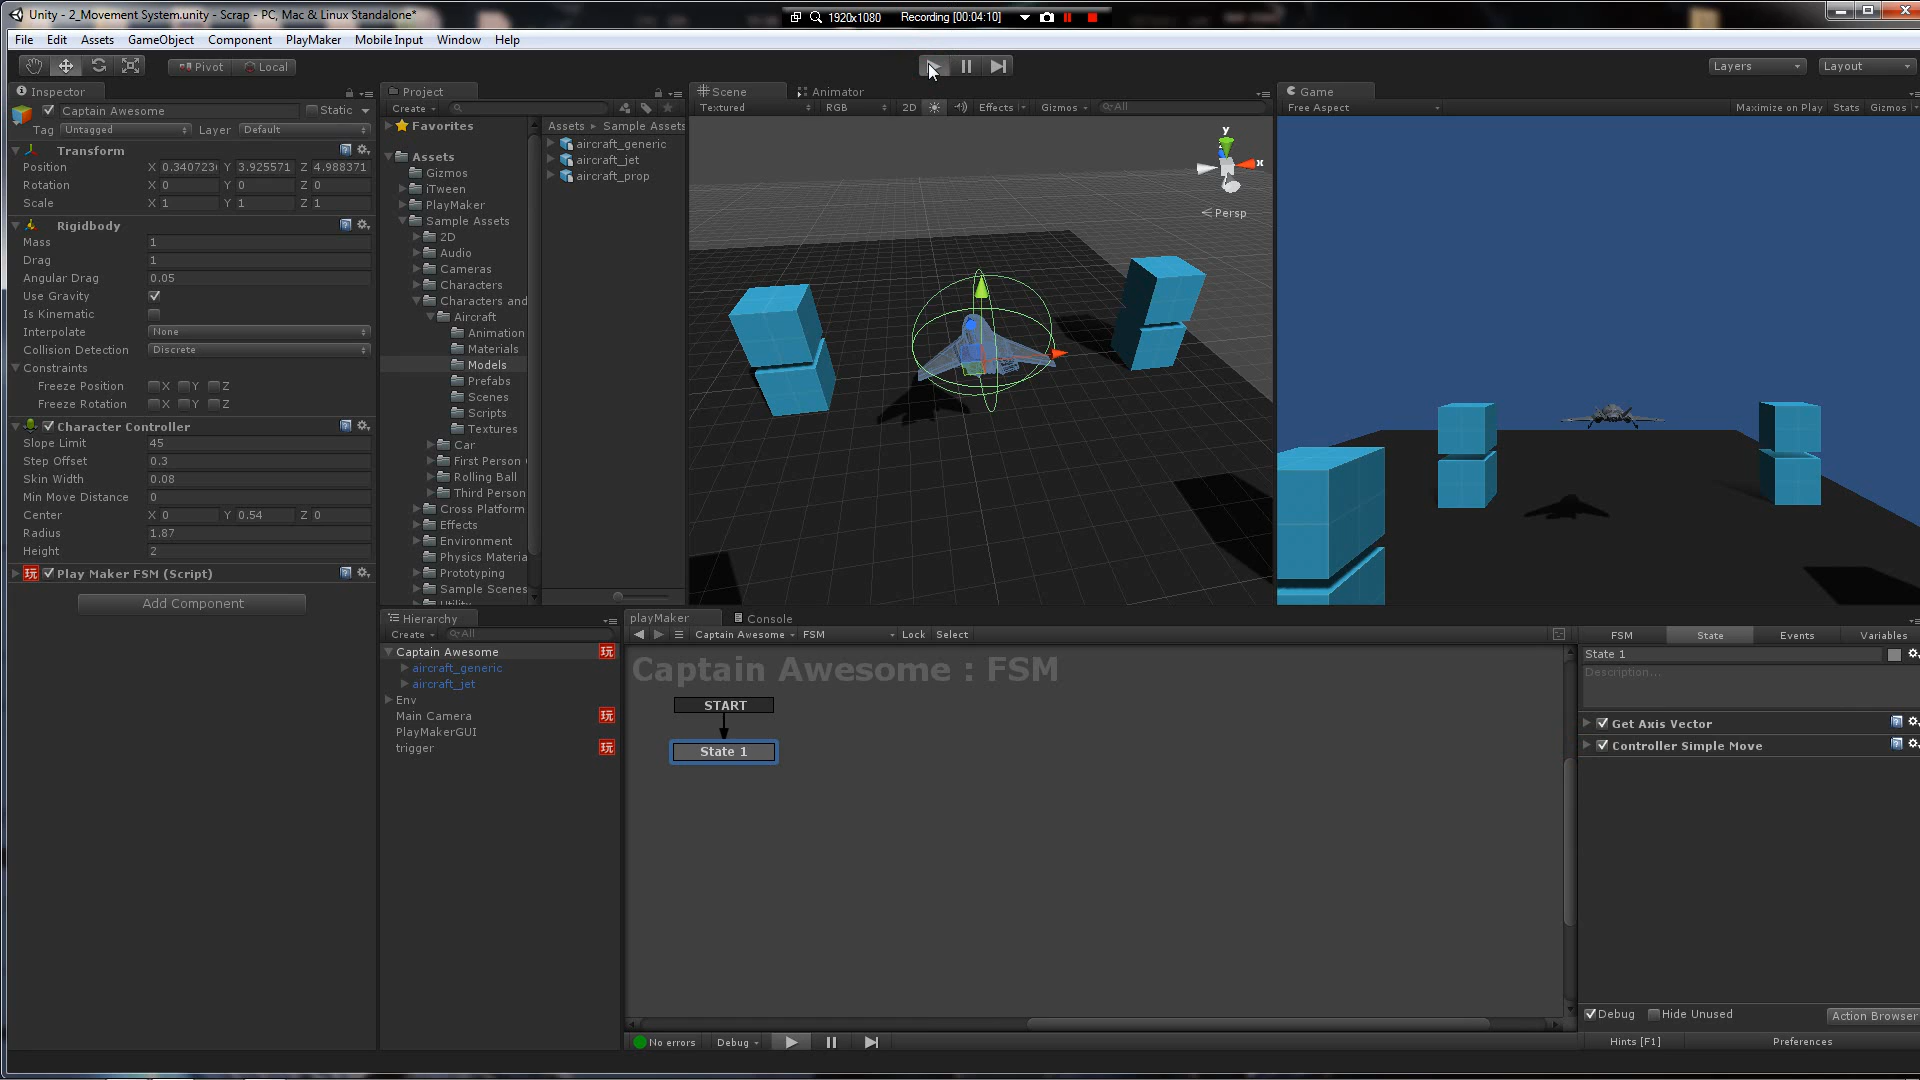 Unity - 2_Movement System.unity - Scrap - PC, Mac & Linux Standalone*
1920x1080 Recording [00:04:10]
File Edit Assets GameObject Component PlayMaker Mobile Input Window Help
Pivot Local
Layers Layout
Inspector
Captain Awesome Static
Tag Untagged Layer Default
Transform
Position X 0.340723 Y 3.925571 Z 4.988371
Rotation X 0 Y 0 Z 0
Scale X 1 Y 1 Z 1
Rigidbody
Mass 1
Drag 1
Angular Drag 0.05
Use Gravity
Is Kinematic
Interpolate None
Collision Detection Discrete
Constraints
Freeze Position X Y Z
Freeze Rotation X Y Z
Character Controller
Slope Limit 45
Step Offset 0.3
Skin Width 0.08
Min Move Distance 0
Center X 0 Y 0.54 Z 0
Radius 1.87
Height 2
玩 Play Maker FSM (Script)
Add Component
Project
Create
Favorites
Assets
Gizmos
iTween
PlayMaker
Sample Assets
2D
Audio
Cameras
Characters
Characters and
Aircraft
Animation
Materials
Models
Prefabs
Scenes
Scripts
Textures
Car
First Person
Rolling Ball
Third Person
Cross Platform
Effects
Environment
Physics Materia
Prototyping
Sample Scenes
Assets Sample Assets
aircraft_generic
aircraft_jet
aircraft_prop
Scene Animator
Textured RGB 2D Effects Gizmos All
y
x
Persp
Game
Free Aspect Maximize on Play Stats Gizmos
Hierarchy
Create All
Captain Awesome 玩
aircraft_generic
aircraft_jet
Env
Main Camera 玩
PlayMakerGUI
trigger 玩
playMaker Console
Captain Awesome FSM Lock Select
Captain Awesome : FSM
START
State 1
No errors Debug
FSM State Events Variables
State 1
Description...
Get Axis Vector
Controller Simple Move
Debug Hide Unused Action Browser
Hints [F1] Preferences